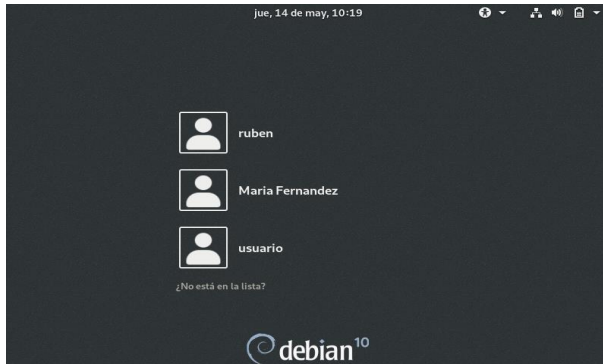 jue, 14 de may, 10:19
ruben
Maria Fernandez
usuario
¿No está en la lista?
debian 10